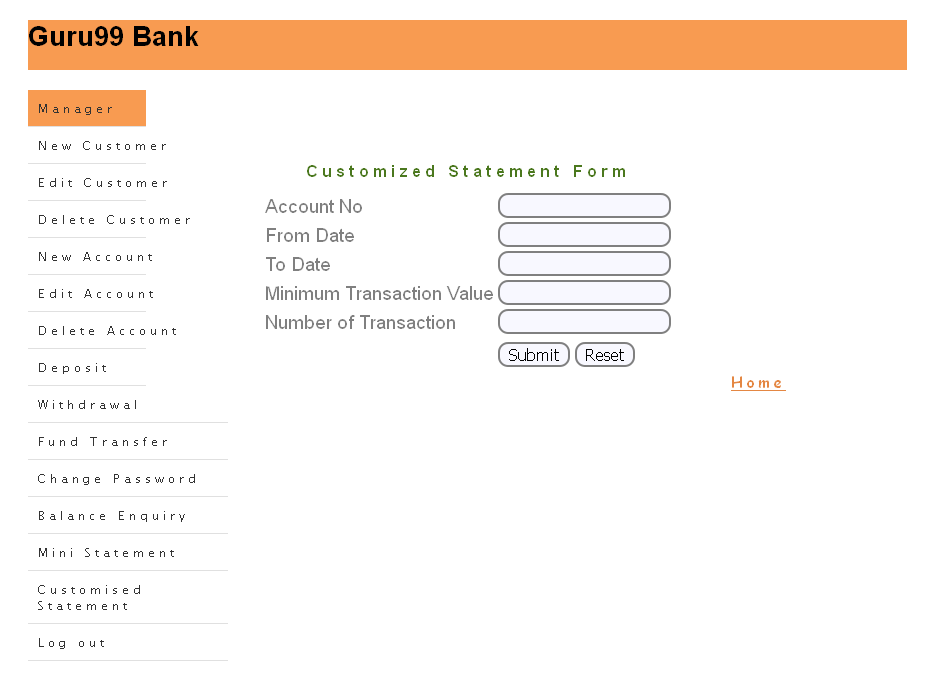 Guru99 Bank
Manager
New Customer
Edit Customer
Delete Customer
New Account
Edit Account
Delete Account
Deposit
Withdrawal
Fund Transfer
Change Password
Balance Enquiry
Mini Statement
Customised
Statement
Log out
Customized Statement Form
Account No
From Date
To Date
Minimum Transaction Value
Number of Transaction
Submit Reset
Home